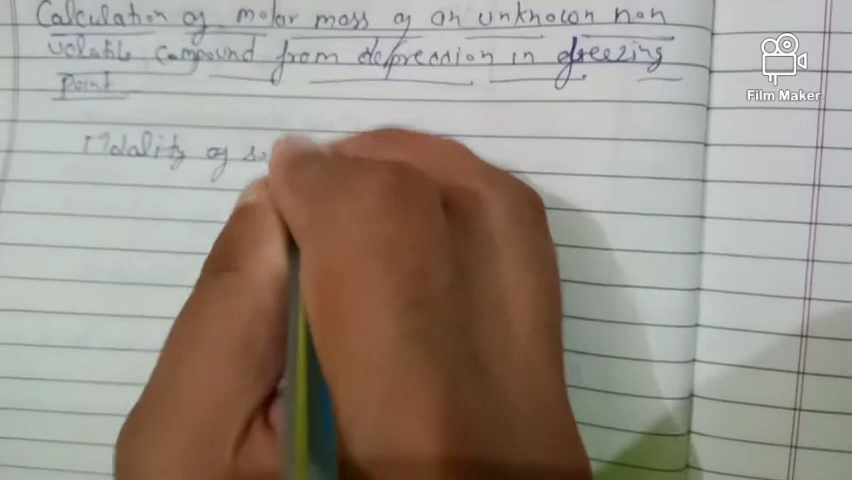 Calculation of molar mass of an unknown non
volatile compound from depression in freezing
point
Molality of so
Film Maker